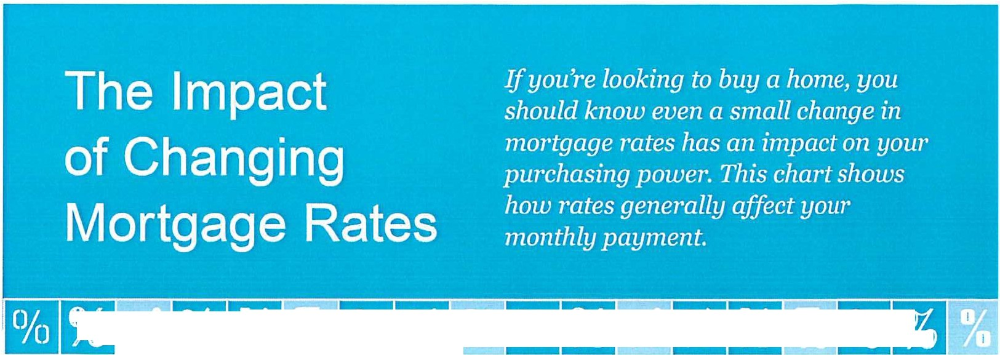 The Impact
of Changing
Mortgage Rates
If you're looking to buy a home, you
should know even a small change in
mortgage rates has an impact on your
purchasing power. This chart shows
how rates generally affect your
monthly payment.
% %